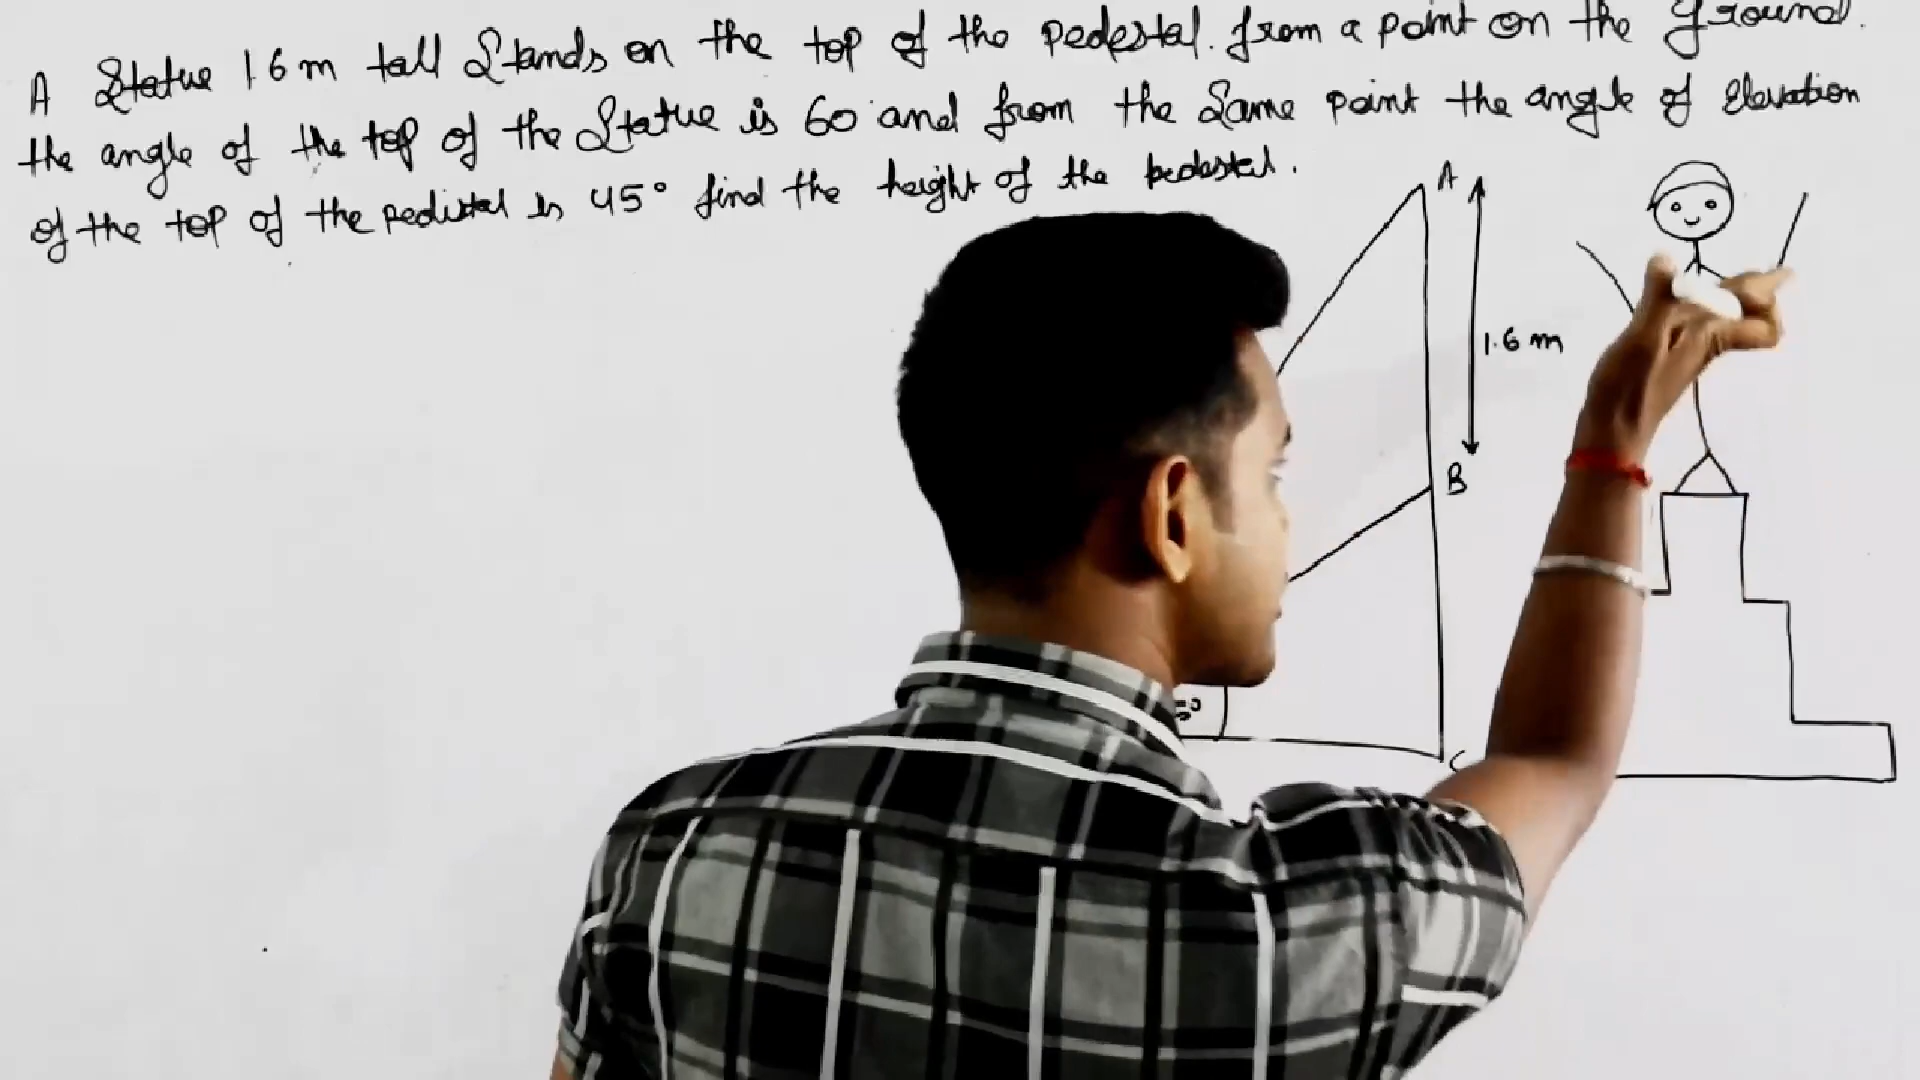 A Statue 1.6 m tall Stands on the top of the pedestal. from a point on the ground.
the angle of the top of the Statue is 60° and from the Same point the angle of Elevation
of the top of the pedistal is 45° find the height of the pedestal.
A
1.6 m
B
5°
C